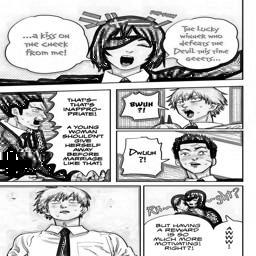 The lucky
winner who
defeats the
Devil this time
geeets...
...a kiss on
the cheek
from me!
Bwuh
?!
That's—
that's
inappro-
priate!
A young
woman
shouldn't
give
herself
away
before
marriage
like that!
Dwuuh
?!
But having
a reward
is so
much more
motivating!
Right?!